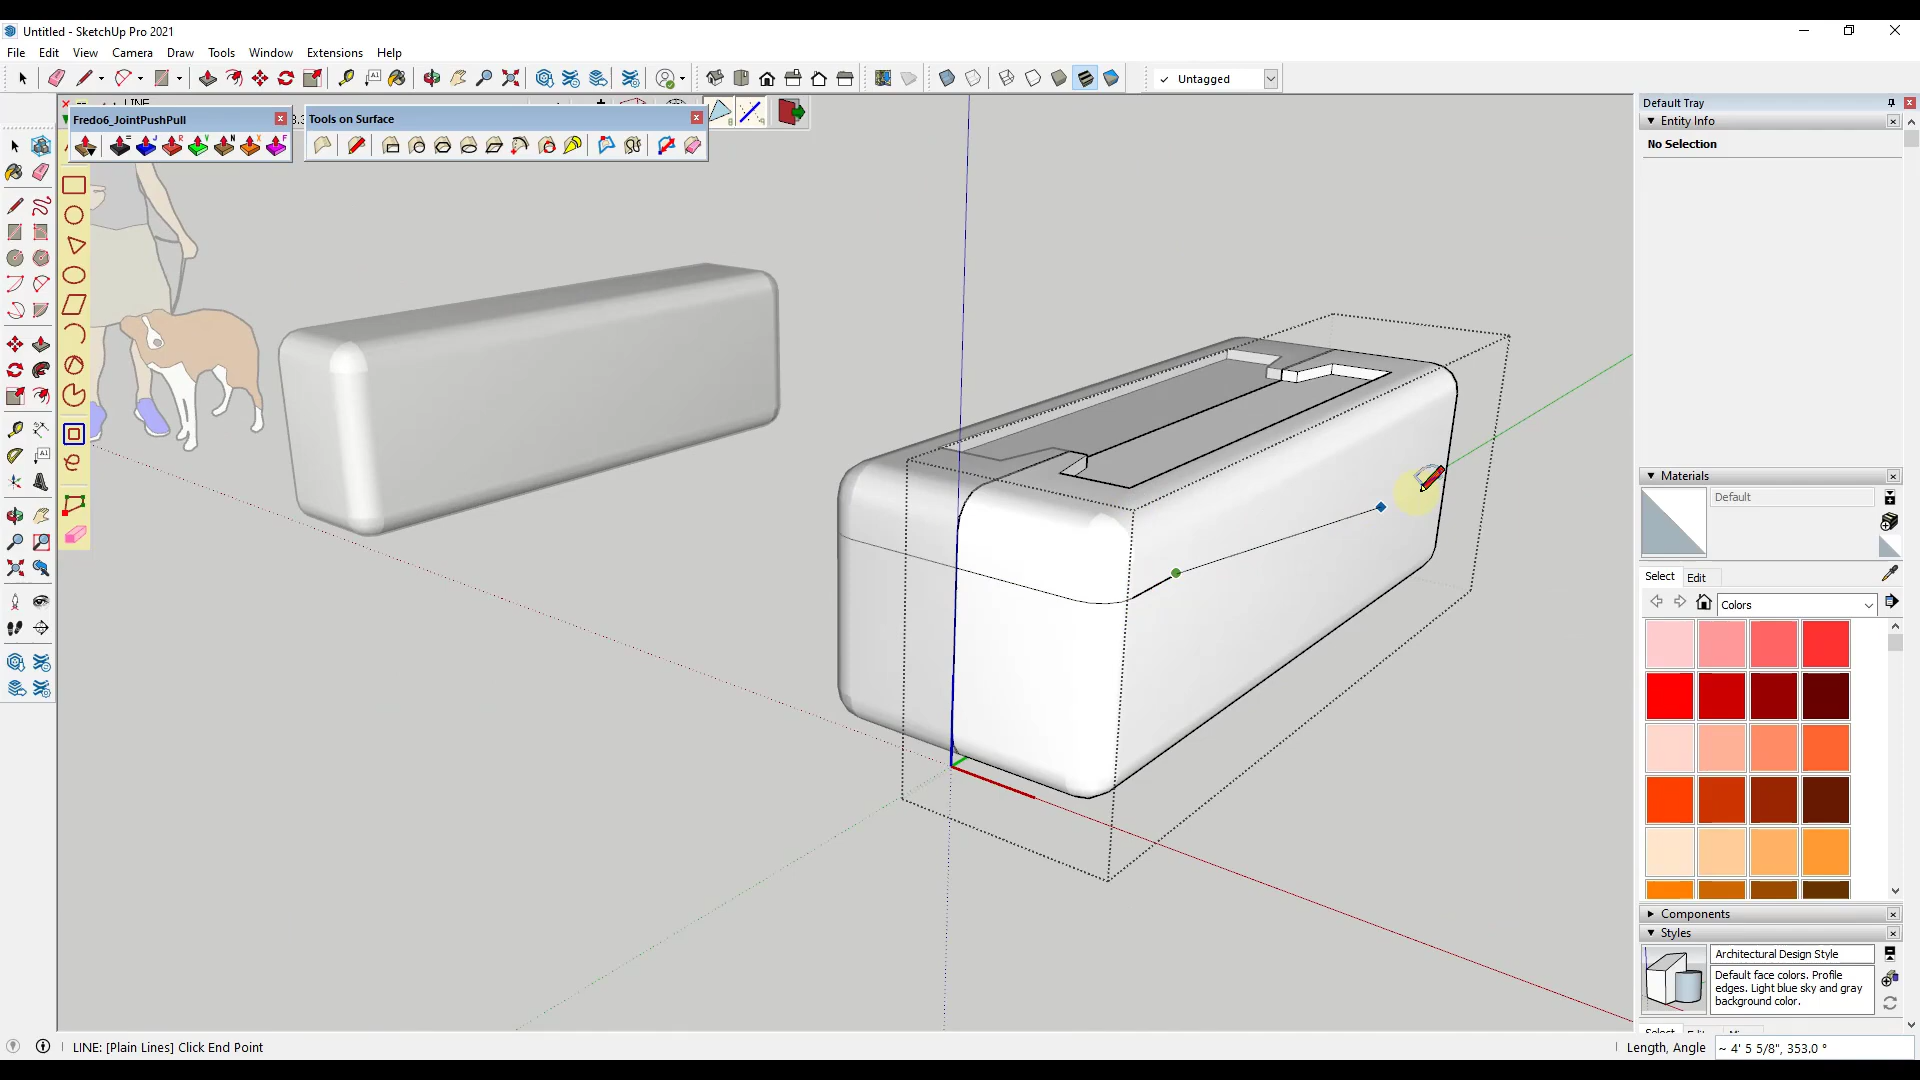 Untitled - SketchUp Pro 2021
File Edit View Camera Draw Tools Window Extensions Help
Untagged
LINE
Fredo6_JointPushPull
Tools on Surface
Default Tray
Entity Info
No Selection
Materials
Default
Select Edit
Colors
Components
Styles
Architectural Design Style
Default face colors. Profile
edges. Light blue sky and gray
background color.
LINE: [Plain Lines] Click End Point
Length, Angle ~ 4' 5 5/8", 353.0 °